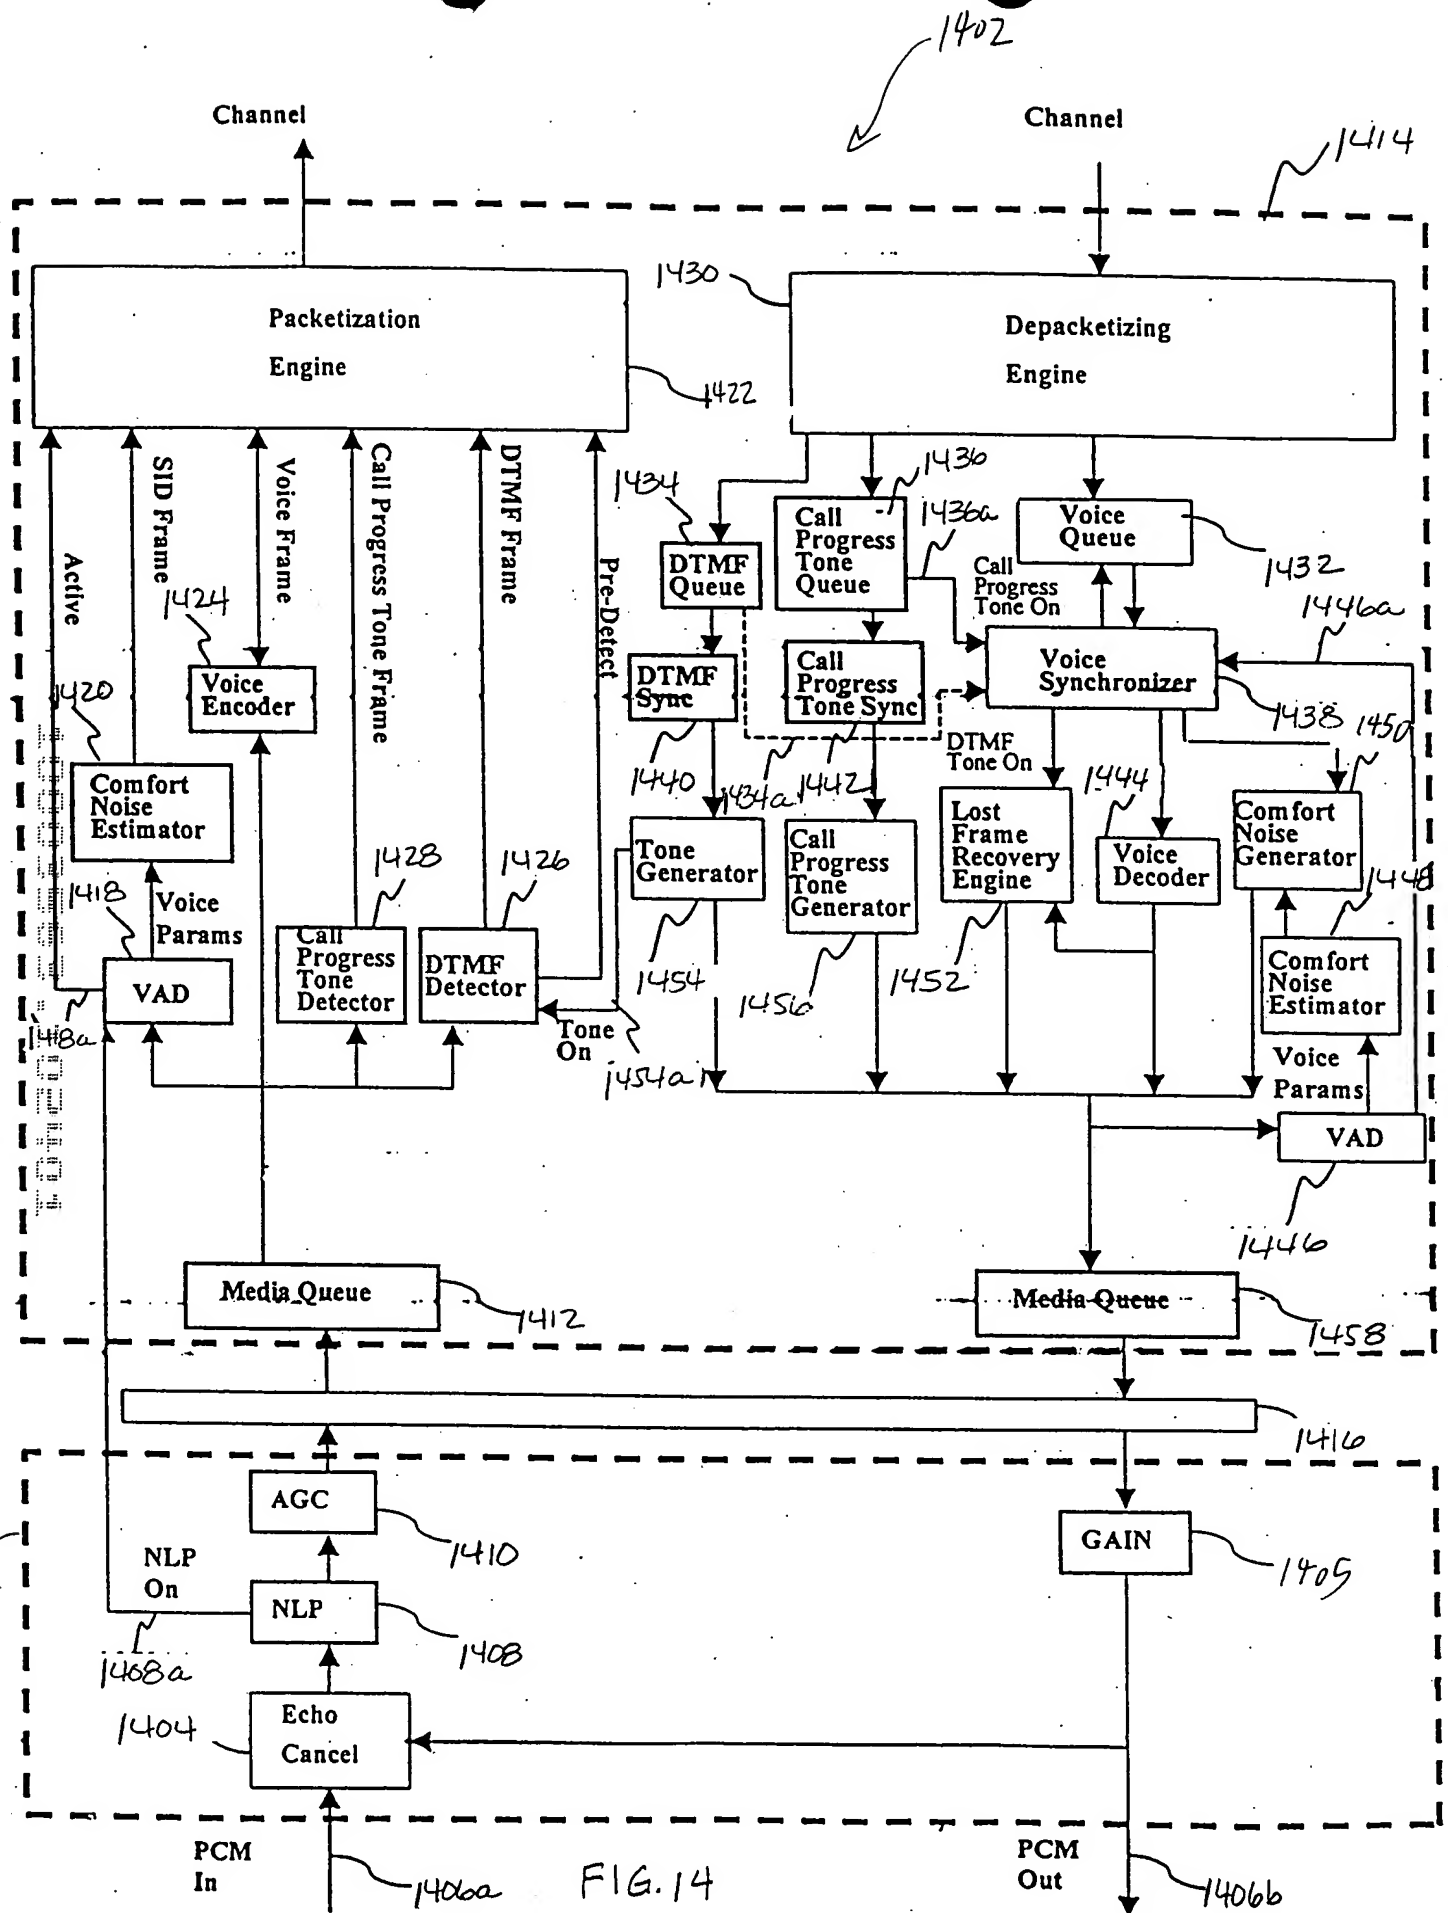 1402
Channel
Channel
1414
1430
Packetization
Engine
Depacketizing
Engine
1422
Active
SID Frame
Voice Frame
Call Progress Tone Frame
DTMF Frame
Pre-Detect
1434
1436
1436a
1432
1446a
DTMF
Queue
Call
Progress
Tone
Queue
Voice
Queue
Call
Progress
Tone On
1424
Voice
Encoder
1420
DTMF
Sync
Call
Progress
Tone Sync
Voice
Synchronizer
1438
1450
DTMF
Tone On
1440
1434a
1442
1444
Comfort
Noise
Estimator
Tone
Generator
Call
Progress
Tone
Generator
Lost
Frame
Recovery
Engine
Voice
Decoder
Comfort
Noise
Generator
1448
1418
Voice
Params
1428
1426
VAD
1418a
Call
Progress
Tone
Detector
DTMF
Detector
Tone
On
1454a
1454
1456
1452
Comfort
Noise
Estimator
Voice
Params
VAD
1446
Media Queue
1412
Media Queue
1458
1416
AGC
1410
GAIN
1405
NLP
On
NLP
1408
1408a
1404
Echo
Cancel
PCM
In
1406a
FIG. 14
PCM
Out
1406b